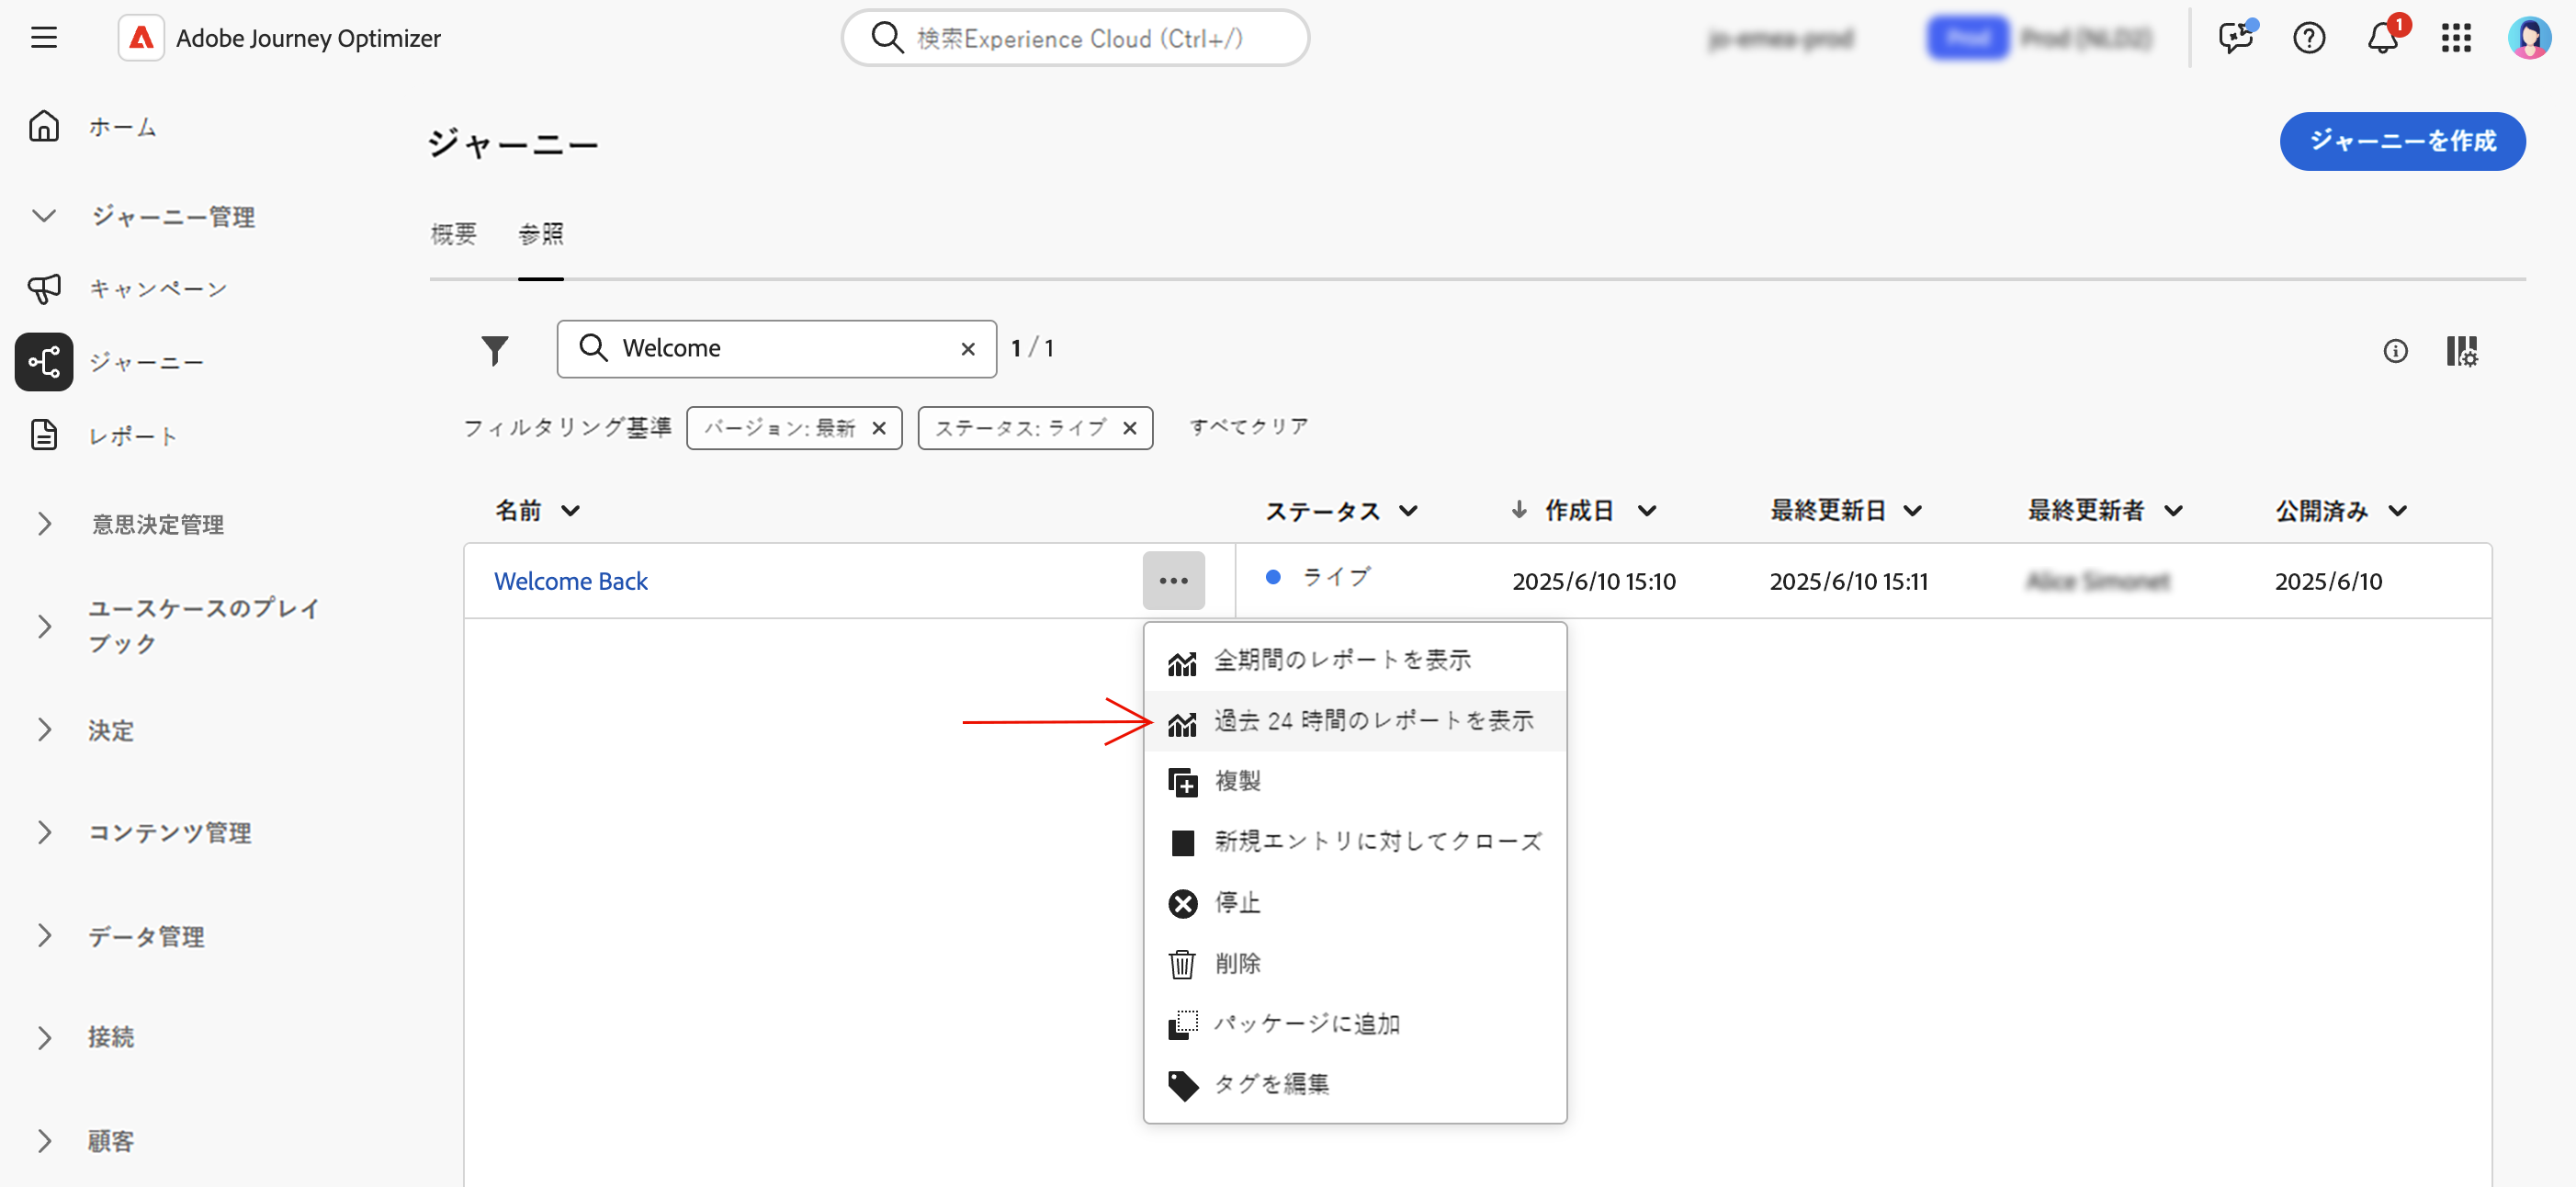 Adobe Journey Optimizer
検索Experience Cloud (Ctrl+/)
1
ホーム
ジャーニー管理
キャンペーン
ジャーニー
レポート
意思決定管理
ユースケースのプレイ
ブック
決定
コンテンツ管理
データ管理
接続
顧客
ジャーニー
ジャーニーを作成
概要 参照
Welcome
1 / 1
フィルタリング基準 バージョン: 最新 ステータス: ライブ すべてクリア
名前 ステータス 作成日 最終更新日 最終更新者 公開済み
Welcome Back ライブ 2025/6/10 15:10 2025/6/10 15:11 2025/6/10
全期間のレポートを表示
過去 24 時間のレポートを表示
複製
新規エントリに対してクローズ
停止
削除
パッケージに追加
タグを編集